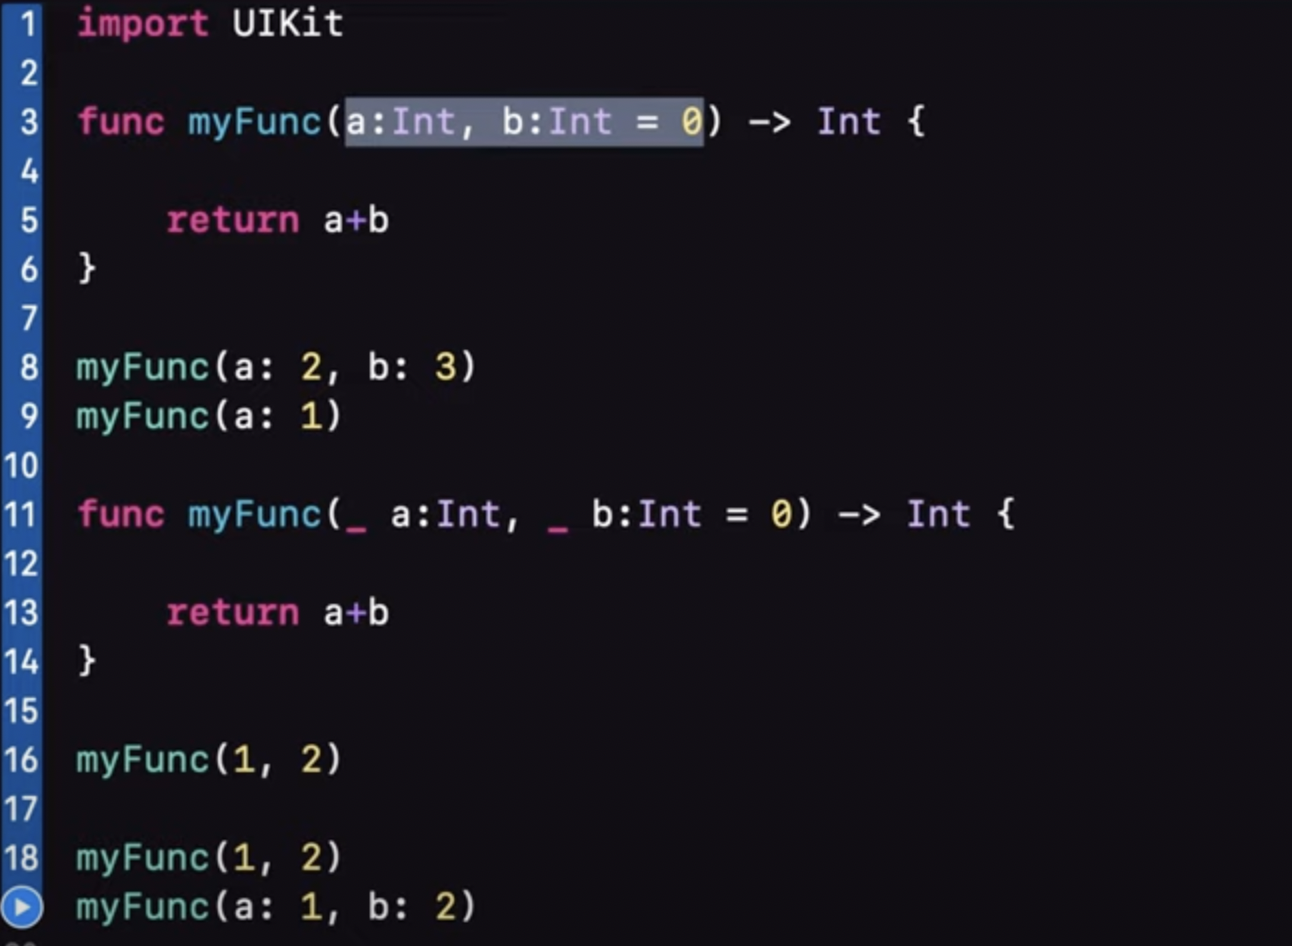 1 import UIKit
2
3 func myFunc(a:Int, b:Int = 0) -> Int {
4
5     return a+b
6 }
7
8 myFunc(a: 2, b: 3)
9 myFunc(a: 1)
10
11 func myFunc(_ a:Int, _ b:Int = 0) -> Int {
12
13     return a+b
14 }
15
16 myFunc(1, 2)
17
18 myFunc(1, 2)
myFunc(a: 1, b: 2)